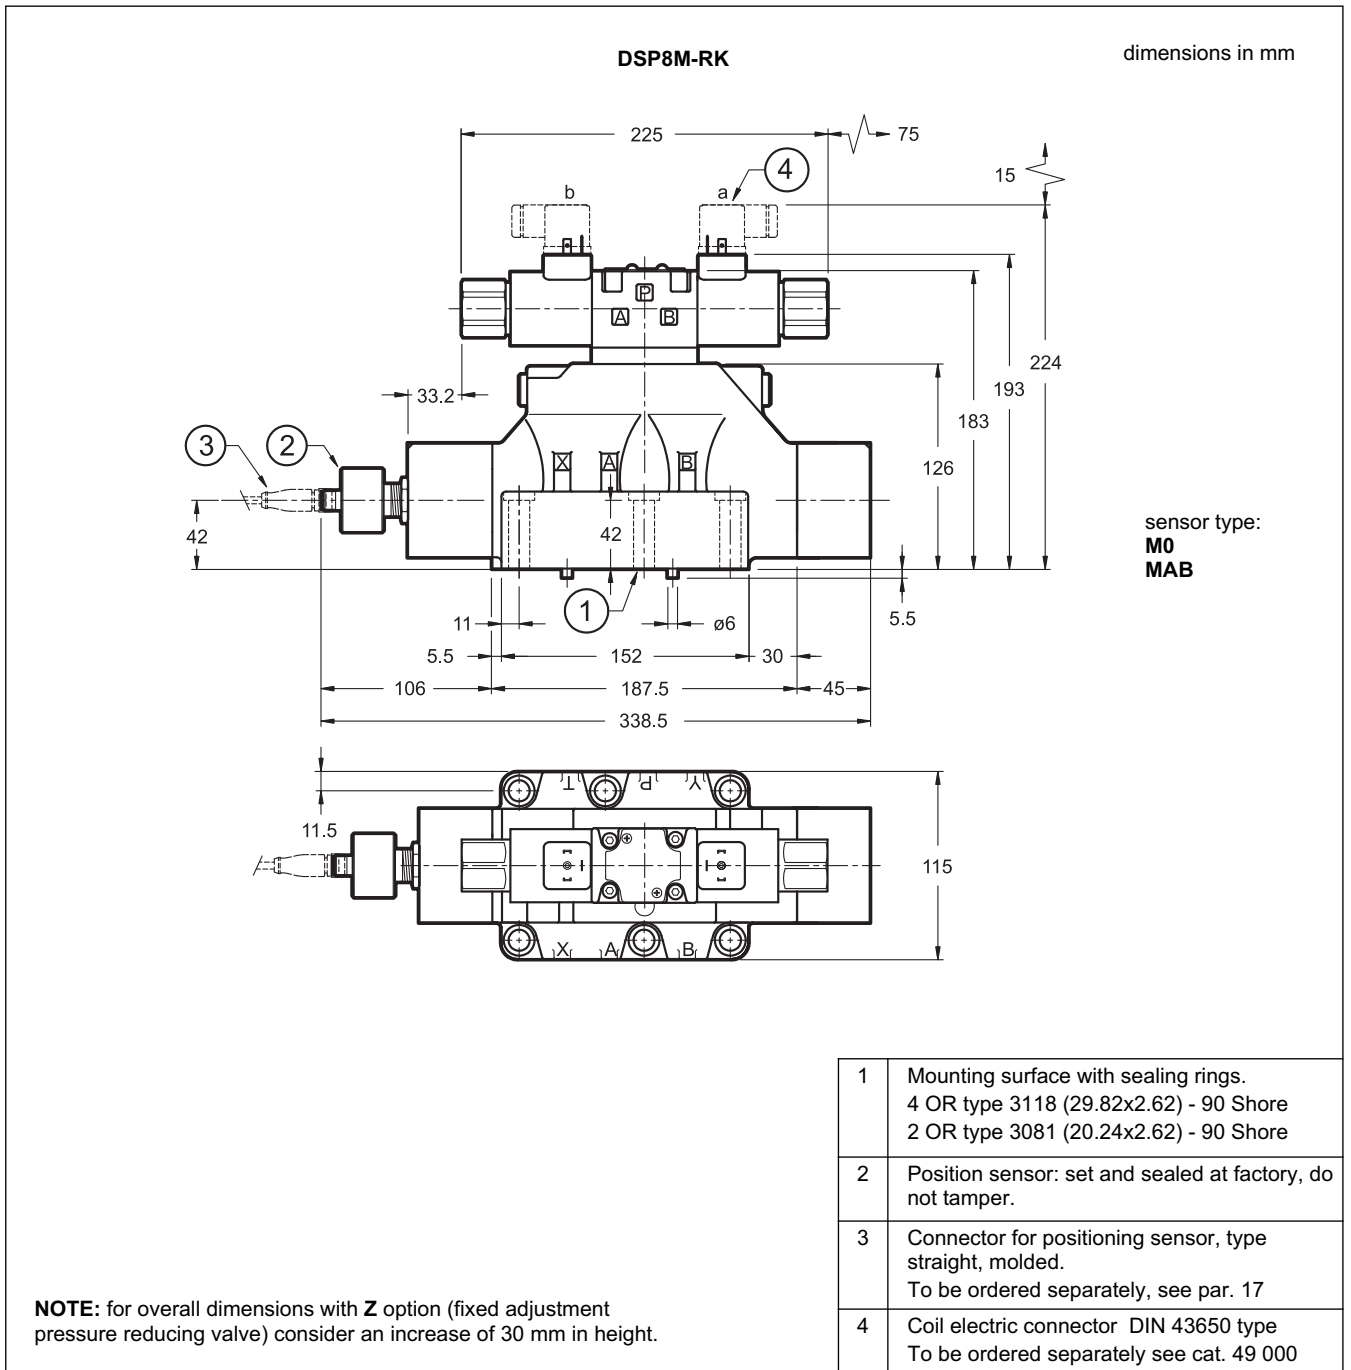 DSP8M-RK
dimensions in mm
225
75
15
4
b
a
P
A
B
224
193
183
126
33.2
3
2
X
A
B
42
42
sensor type:
M0
MAB
1
11
ø6
5.5
5.5
152
30
106
187.5
45
338.5
T
P
Y
11.5
115
X
A
B
1
Mounting surface with sealing rings.
4 OR type 3118 (29.82x2.62) - 90 Shore
2 OR type 3081 (20.24x2.62) - 90 Shore
2
Position sensor: set and sealed at factory, do
not tamper.
3
Connector for positioning sensor, type
straight, molded.
To be ordered separately, see par. 17
4
Coil electric connector DIN 43650 type
To be ordered separately see cat. 49 000
NOTE: for overall dimensions with Z option (fixed adjustment
pressure reducing valve) consider an increase of 30 mm in height.